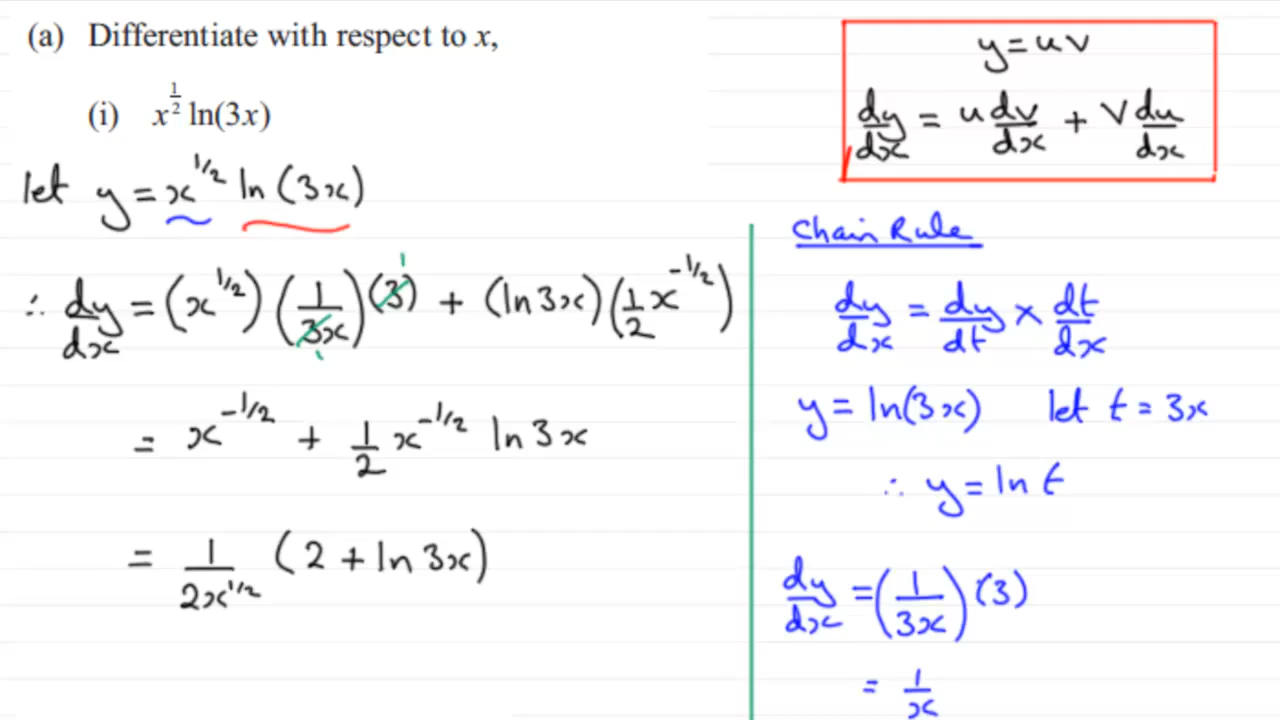 (a) Differentiate with respect to x,
(i) x^(1/2) ln(3x)
let y = x^(1/2) ln (3x)
∴ dy/dx = (x^(1/2)) (1/3x) (3) + (ln 3x) (1/2 x^(-1/2))
1
1
= x^(-1/2) + 1/2 x^(-1/2) ln 3x
= 1/(2x^(1/2)) (2 + ln 3x)
y = uv
dy/dx = u dv/dx + v du/dx
Chain Rule
dy/dx = dy/dt × dt/dx
y = ln(3x) let t = 3x
∴ y = ln t
dy/dx = (1/3x) (3)
= 1/x